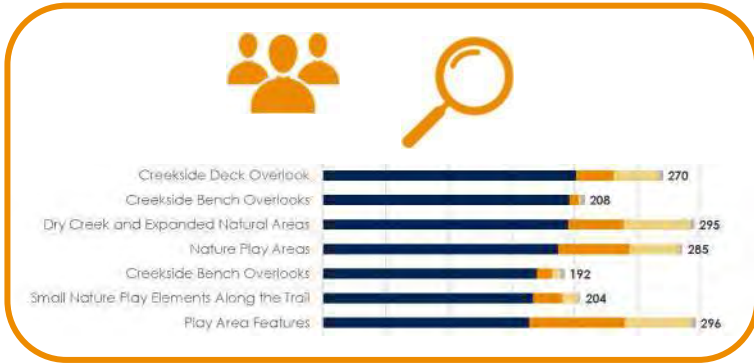 Creekside Deck Overlook 270
Creekside Bench Overlooks 208
Dry Creek and Expanded Natural Areas 295
Nature Play Areas 285
Creekside Bench Overlooks 192
Small Nature Play Elements Along the Trail 204
Play Area Features 296